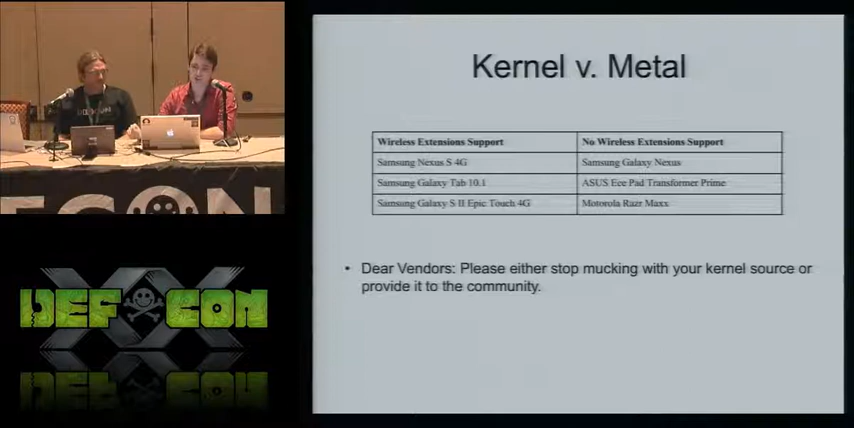 Kernel v. Metal
Wireless Extensions Support No Wireless Extensions Support
Samsung Nexus S 4G Samsung Galaxy Nexus
Samsung Galaxy Tab 10.1 ASUS Eee Pad Transformer Prime
Samsung Galaxy S II Epic Touch 4G Motorola Razr Maxx
• Dear Vendors: Please either stop mucking with your kernel source or
provide it to the community.
DEF CON
XX